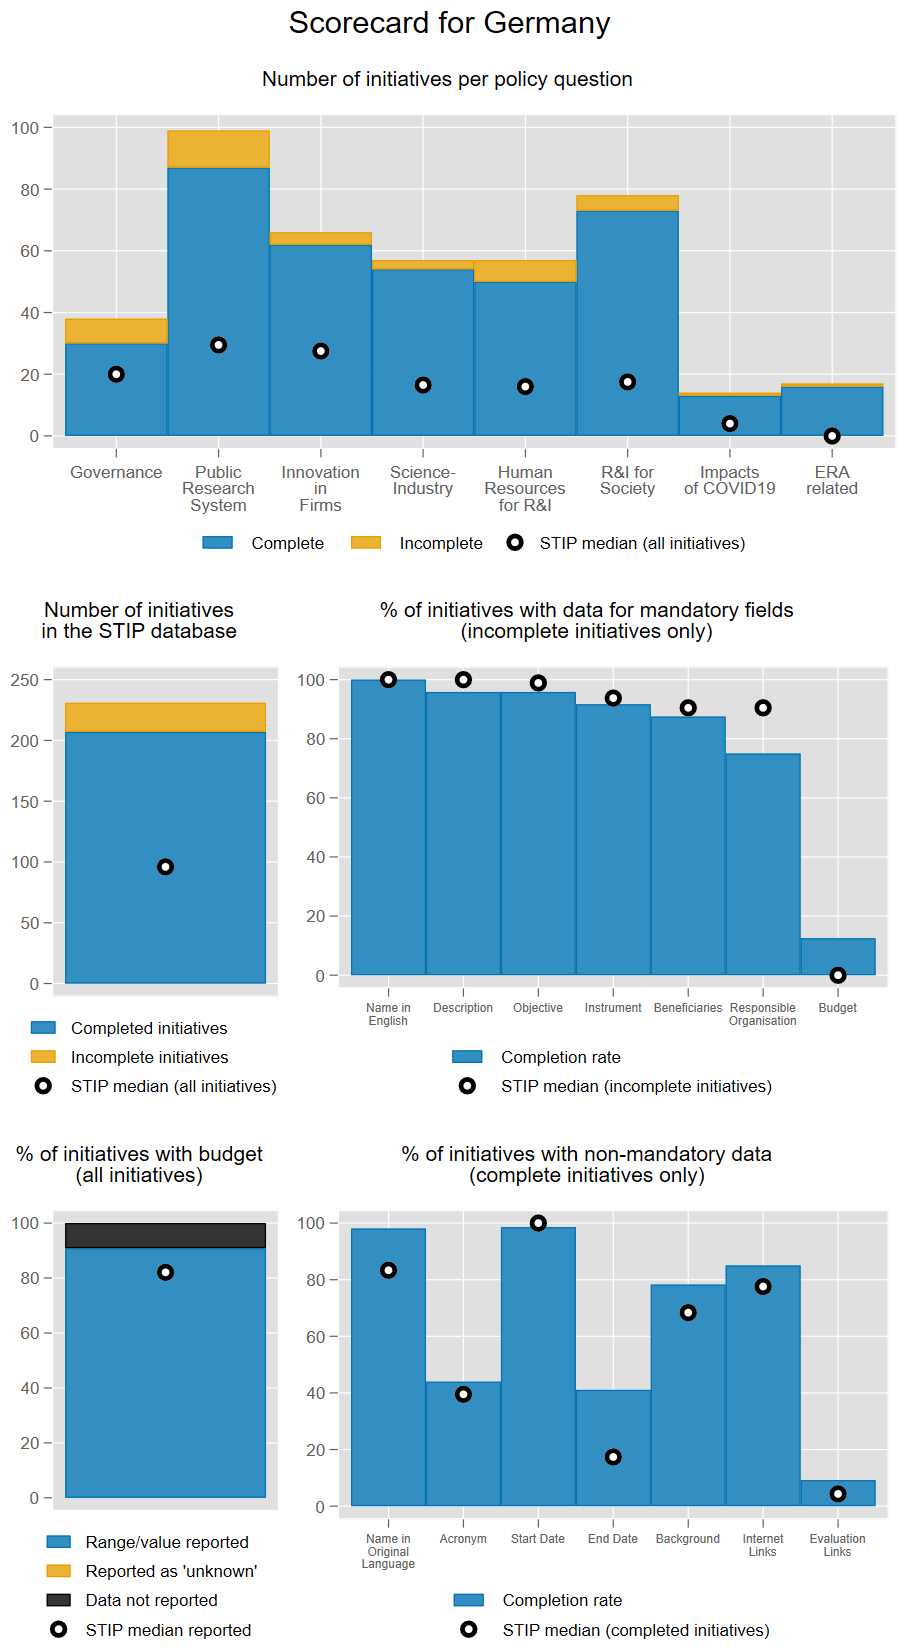 Scorecard for Germany
Number of initiatives per policy question
100
80
60
40
20
0
Governance
Public
Research
System
Innovation
in
Firms
Science-
Industry
Human
Resources
for R&I
R&I for
Society
Impacts
of COVID19
ERA
related
Complete
Incomplete
STIP median (all initiatives)
Number of initiatives
in the STIP database
250
200
150
100
50
0
Completed initiatives
Incomplete initiatives
STIP median (all initiatives)
% of initiatives with data for mandatory fields
(incomplete initiatives only)
100
80
60
40
20
0
Name in
English
Description
Objective
Instrument
Beneficiaries
Responsible
Organisation
Budget
Completion rate
STIP median (incomplete initiatives)
% of initiatives with budget
(all initiatives)
100
80
60
40
20
0
Range/value reported
Reported as 'unknown'
Data not reported
STIP median reported
% of initiatives with non-mandatory data
(complete initiatives only)
100
80
60
40
20
0
Name in
Original
Language
Acronym
Start Date
End Date
Background
Internet
Links
Evaluation
Links
Completion rate
STIP median (completed initiatives)